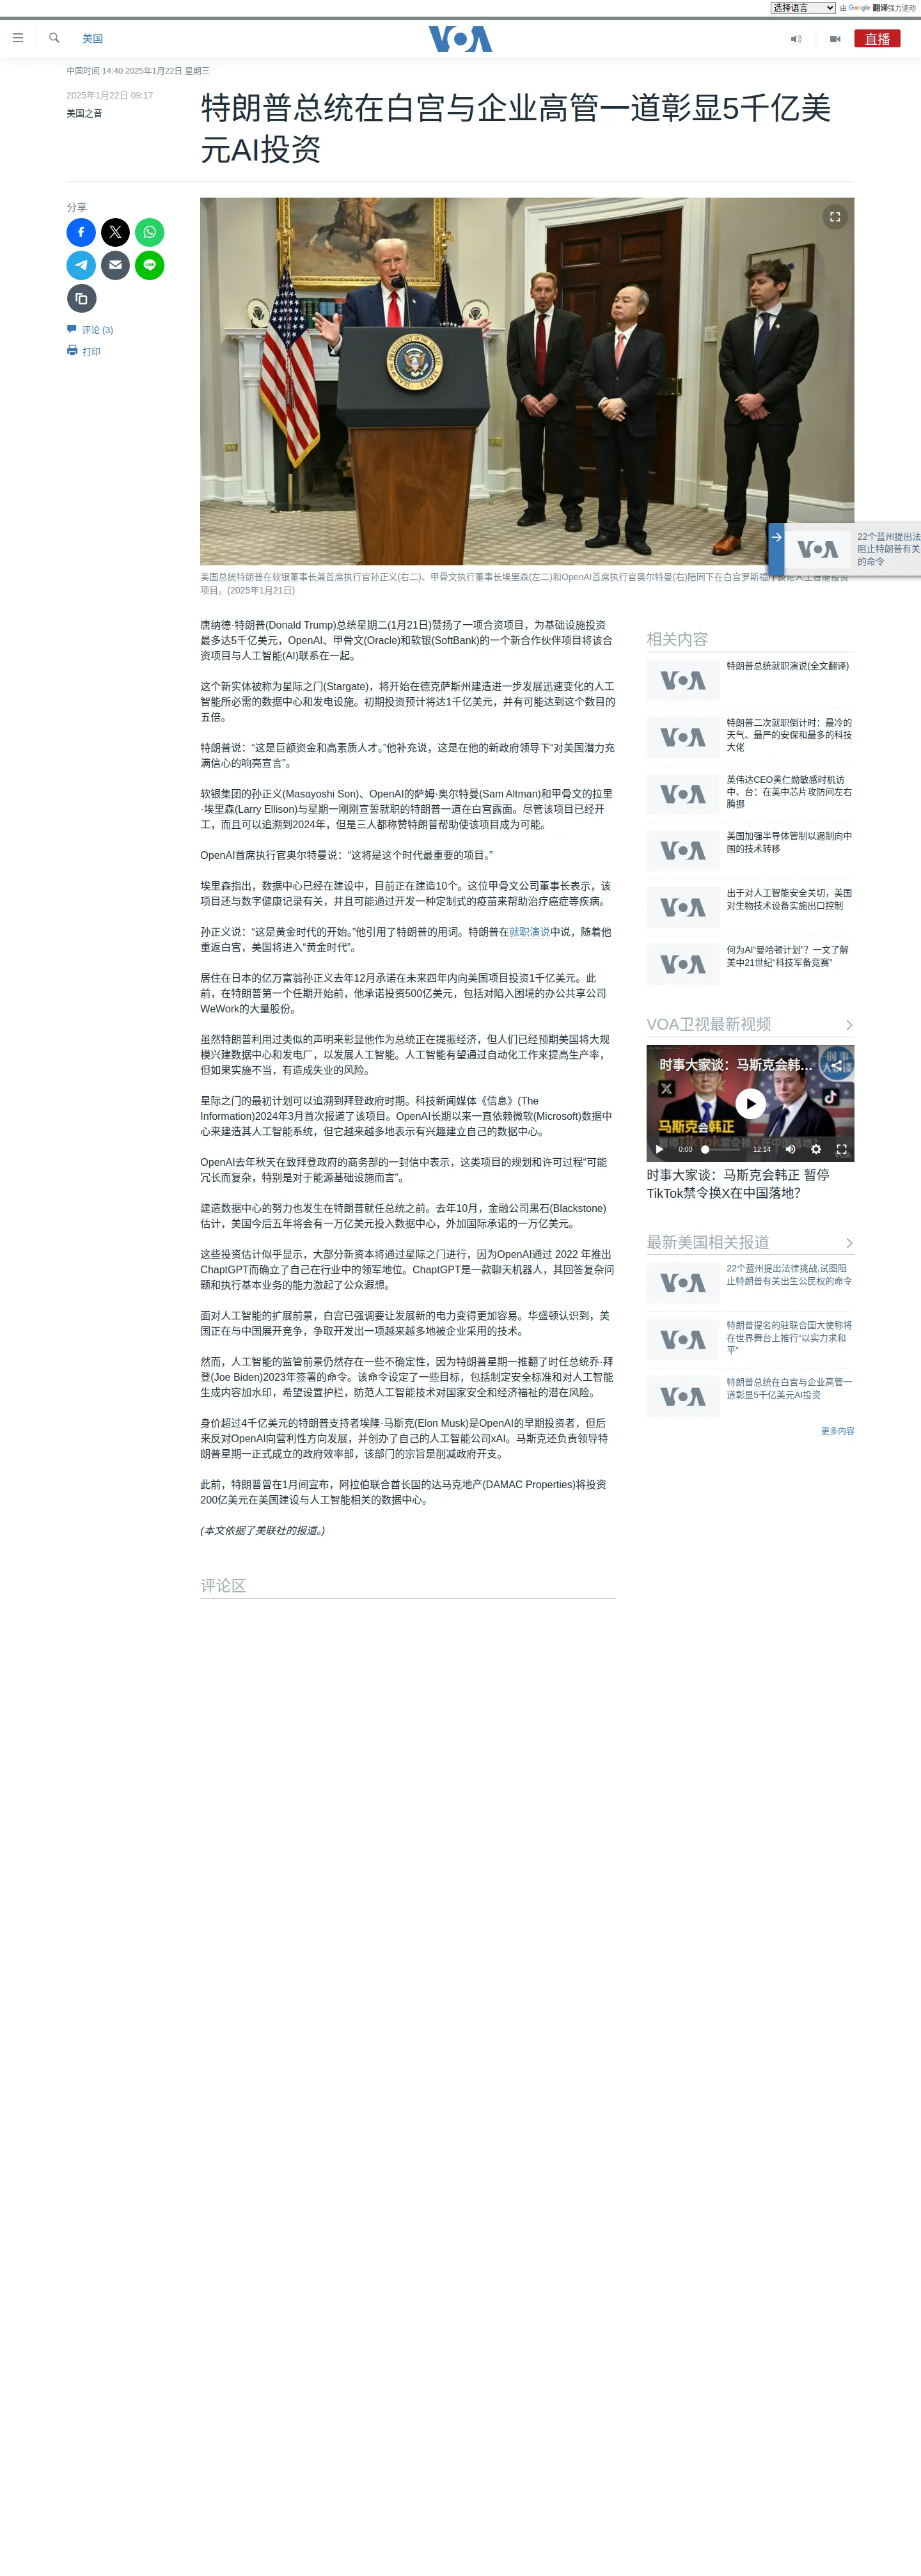 选择语言 由 Google 翻译强力驱动
美国
VOA
直播
中国时间 14:40 2025年1月22日 星期三
2025年1月22日 09:17
美国之音
特朗普总统在白宫与企业高管一道彰显5千亿美
元AI投资
分享
评论 (3)
打印
22个蓝州提出法
阻止特朗普有关
的命令
美国总统特朗普在软银董事长兼首席执行官孙正义(右二)、甲骨文执行董事长埃里森(左二)和OpenAI首席执行官奥尔特曼(右)陪同下在白宫罗斯福厅谈论人工智能投资
项目。(2025年1月21日)
唐纳德·特朗普(Donald Trump)总统星期二(1月21日)赞扬了一项合资项目，为基础设施投资
最多达5千亿美元，OpenAI、甲骨文(Oracle)和软银(SoftBank)的一个新合作伙伴项目将该合
资项目与人工智能(AI)联系在一起。
这个新实体被称为星际之门(Stargate)，将开始在德克萨斯州建造进一步发展迅速变化的人工
智能所必需的数据中心和发电设施。初期投资预计将达1千亿美元，并有可能达到这个数目的
五倍。
特朗普说：“这是巨额资金和高素质人才。”他补充说，这是在他的新政府领导下“对美国潜力充
满信心的响亮宣言”。
软银集团的孙正义(Masayoshi Son)、OpenAI的萨姆·奥尔特曼(Sam Altman)和甲骨文的拉里
·埃里森(Larry Ellison)与星期一刚刚宣誓就职的特朗普一道在白宫露面。尽管该项目已经开
工，而且可以追溯到2024年，但是三人都称赞特朗普帮助使该项目成为可能。
OpenAI首席执行官奥尔特曼说：“这将是这个时代最重要的项目。”
埃里森指出，数据中心已经在建设中，目前正在建造10个。这位甲骨文公司董事长表示，该
项目还与数字健康记录有关，并且可能通过开发一种定制式的疫苗来帮助治疗癌症等疾病。
孙正义说：“这是黄金时代的开始。”他引用了特朗普的用词。特朗普在就职演说中说，随着他
重返白宫，美国将进入“黄金时代”。
居住在日本的亿万富翁孙正义去年12月承诺在未来四年内向美国项目投资1千亿美元。此
前，在特朗普第一个任期开始前，他承诺投资500亿美元，包括对陷入困境的办公共享公司
WeWork的大量股份。
虽然特朗普利用过类似的声明来彰显他作为总统正在提振经济，但人们已经预期美国将大规
模兴建数据中心和发电厂，以发展人工智能。人工智能有望通过自动化工作来提高生产率，
但如果实施不当，有造成失业的风险。
星际之门的最初计划可以追溯到拜登政府时期。科技新闻媒体《信息》(The
Information)2024年3月首次报道了该项目。OpenAI长期以来一直依赖微软(Microsoft)数据中
心来建造其人工智能系统，但它越来越多地表示有兴趣建立自己的数据中心。
OpenAI去年秋天在致拜登政府的商务部的一封信中表示，这类项目的规划和许可过程“可能
冗长而复杂，特别是对于能源基础设施而言”。
建造数据中心的努力也发生在特朗普就任总统之前。去年10月，金融公司黑石(Blackstone)
估计，美国今后五年将会有一万亿美元投入数据中心，外加国际承诺的一万亿美元。
这些投资估计似乎显示，大部分新资本将通过星际之门进行，因为OpenAI通过 2022 年推出
ChaptGPT而确立了自己在行业中的领军地位。ChaptGPT是一款聊天机器人，其回答复杂问
题和执行基本业务的能力激起了公众遐想。
面对人工智能的扩展前景，白宫已强调要让发展新的电力变得更加容易。华盛顿认识到，美
国正在与中国展开竞争，争取开发出一项越来越多地被企业采用的技术。
然而，人工智能的监管前景仍然存在一些不确定性，因为特朗普星期一推翻了时任总统乔·拜
登(Joe Biden)2023年签署的命令。该命令设定了一些目标，包括制定安全标准和对人工智能
生成内容加水印，希望设置护栏，防范人工智能技术对国家安全和经济福祉的潜在风险。
身价超过4千亿美元的特朗普支持者埃隆·马斯克(Elon Musk)是OpenAI的早期投资者，但后
来反对OpenAI向营利性方向发展，并创办了自己的人工智能公司xAI。马斯克还负责领导特
朗普星期一正式成立的政府效率部，该部门的宗旨是削减政府开支。
此前，特朗普曾在1月间宣布，阿拉伯联合酋长国的达马克地产(DAMAC Properties)将投资
200亿美元在美国建设与人工智能相关的数据中心。
(本文依据了美联社的报道。)
评论区
相关内容
特朗普总统就职演说(全文翻译)
特朗普二次就职倒计时：最冷的
天气、最严的安保和最多的科技
大佬
英伟达CEO黄仁勋敏感时机访
中、台：在美中芯片攻防间左右
腾挪
美国加强半导体管制以遏制向中
国的技术转移
出于对人工智能安全关切，美国
对生物技术设备实施出口控制
何为AI“曼哈顿计划”？一文了解
美中21世纪“科技军备竞赛”
VOA卫视最新视频
时事大家谈：马斯克会韩...
马斯克会韩正
0:00 12:14
时事大家谈：马斯克会韩正 暂停
TikTok禁令换X在中国落地？
最新美国相关报道
22个蓝州提出法律挑战,试图阻
止特朗普有关出生公民权的命令
特朗普提名的驻联合国大使称将
在世界舞台上推行“以实力求和
平”
特朗普总统在白宫与企业高管一
道彰显5千亿美元AI投资
更多内容